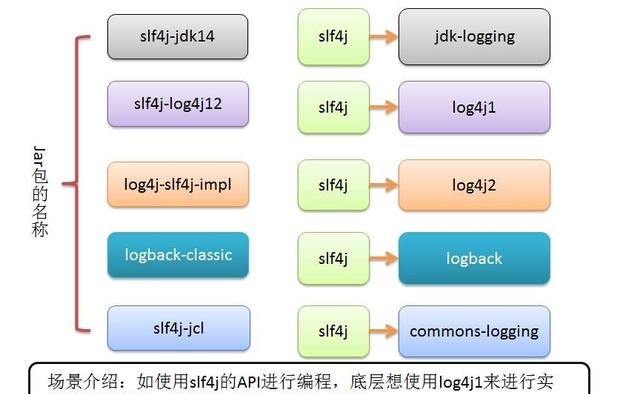 slf4j-jdk14 slf4j jdk-logging
slf4j-log4j12 slf4j log4j1
Jar包的名称
log4j-slf4j-impl slf4j log4j2
logback-classic slf4j logback
slf4j-jcl slf4j commons-logging
场景介绍：如使用slf4j的API进行编程，底层想使用log4j1来进行实